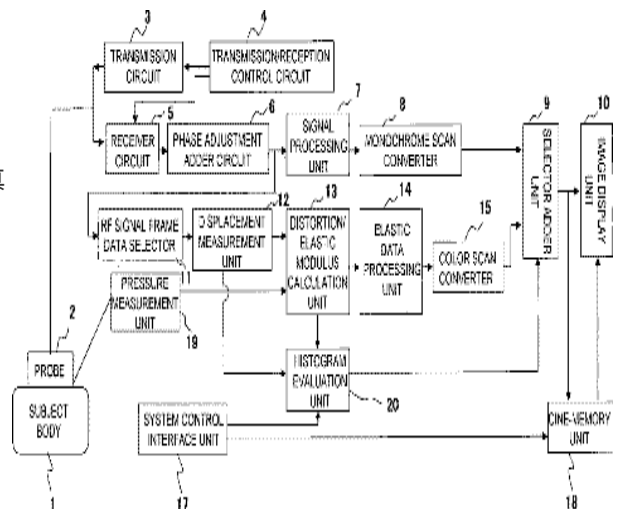 3
4
TRANSMISSION
CIRCUIT
TRANSMISSION/RECEPTION
CONTROL CIRCUIT
5
6
7
8
9
10
RECEIVER
CIRCUIT
PHASE ADJUSTMENT
ADDER CIRCUIT
SIGNAL
PROCESSING
UNIT
MONOCHROME SCAN
CONVERTER
SELECTOR ADDER
UNIT
IMAGE DISPLAY
UNIT
真
12
13
14
15
RF SIGNAL FRAME
DATA SELECTOR
DISPLACEMENT
MEASUREMENT
UNIT
DISTORTION/
ELASTIC
MODULUS
CALCULATION
UNIT
ELASTIC
DATA
PROCESSING
UNIT
COLOR SCAN
CONVERTER
PRESSURE
MEASUREMENT
UNIT
19
2
PROBE
SUBJECT
BODY
1
HISTOGRAM
EVALUATION
UNIT
20
SYSTEM CONTROL
INTERFACE UNIT
17
CINE-MEMORY
UNIT
18